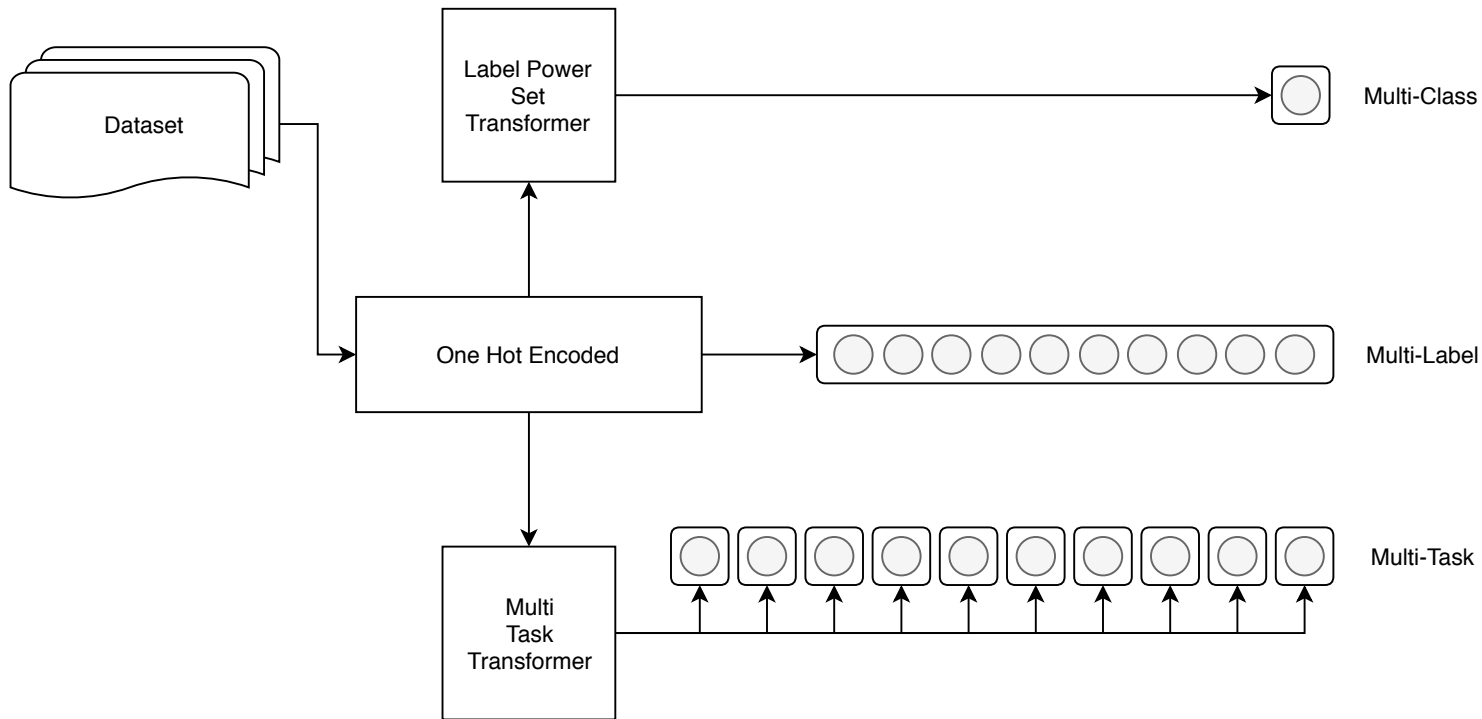 Dataset
Label Power
Set
Transformer
Multi-Class
One Hot Encoded
Multi-Label
Multi-Task
Multi
Task
Transformer